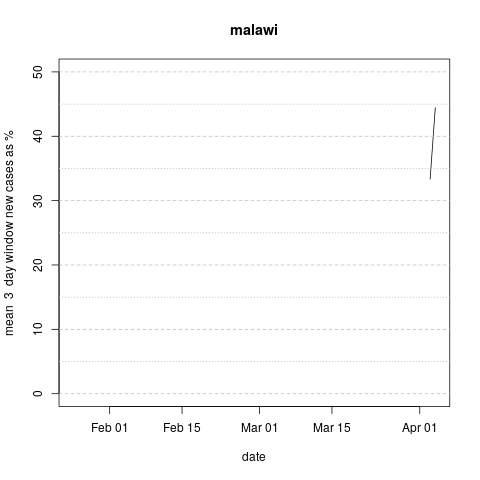 malawi
mean  3  day window new cases as %
50
40
30
20
10
0
Feb 01
Feb 15
Mar 01
Mar 15
Apr 01
date